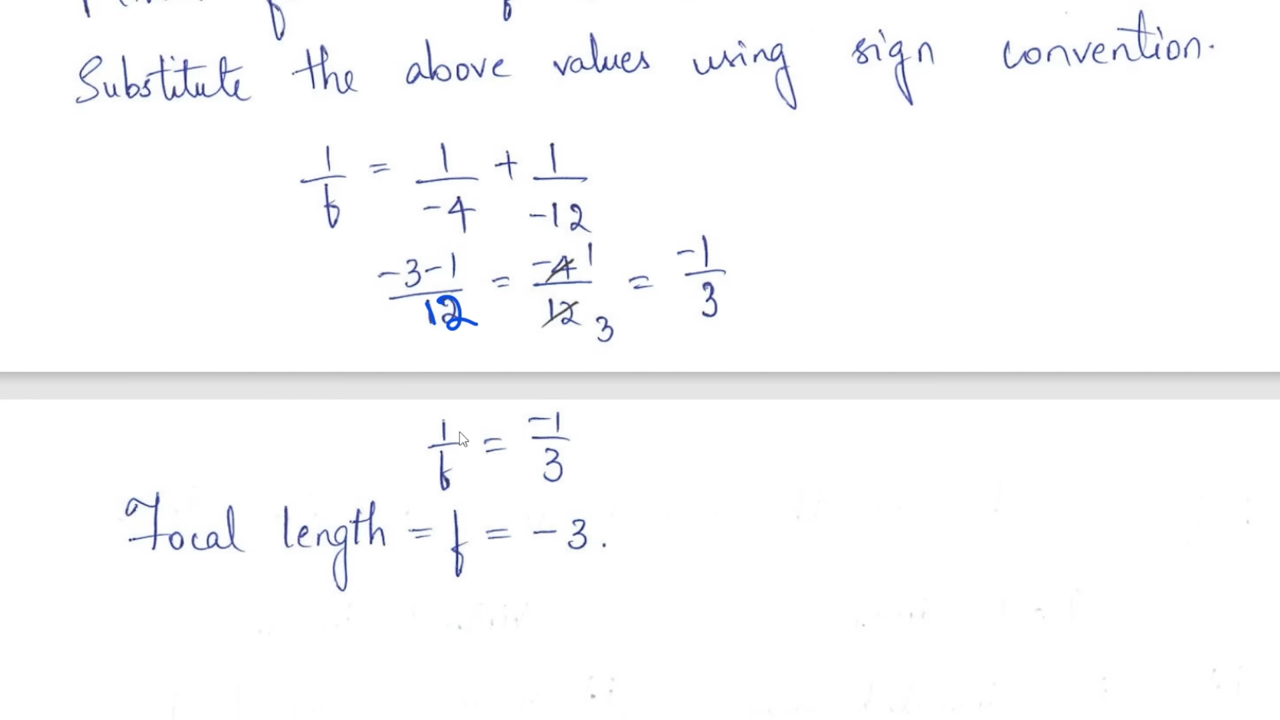 Substitute the above values using sign convention.
1/f = 1/-4 + 1/-12
-3-1/12 = -4 1/12 3 = -1/3
1/f = -1/3
Focal length = f = -3.